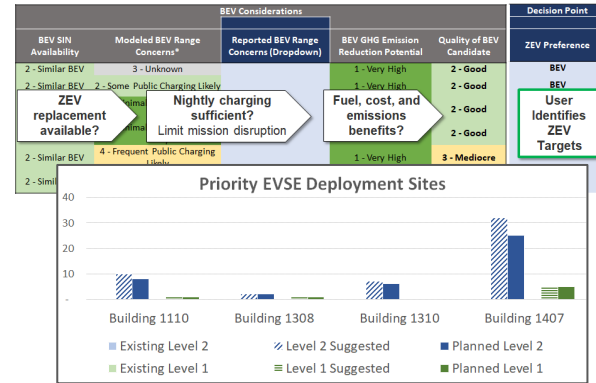 BEV Considerations
Decision Point
BEV SIN Availability
Modeled BEV Range Concerns*
Reported BEV Range Concerns (Dropdown)
BEV GHG Emission Reduction Potential
Quality of BEV Candidate
ZEV Preference
2 - Similar BEV
3 - Unknown
1 - Very High
2 - Good
BEV
2 - Similar BEV
2 - Some Public Charging Likely
1 - Very High
2 - Good
BEV
ZEV replacement available?
Nightly charging sufficient?
Limit mission disruption
Fuel, cost, and emissions benefits?
2 - Good
2 - Good
User Identifies ZEV Targets
2 - Similar BEV
4 - Frequent Public Charging Likely
1 - Very High
3 - Mediocre
Priority EVSE Deployment Sites
40
30
20
10
-
Building 1110
Building 1308
Building 1310
Building 1407
Existing Level 2
Level 2 Suggested
Planned Level 2
Existing Level 1
Level 1 Suggested
Planned Level 1